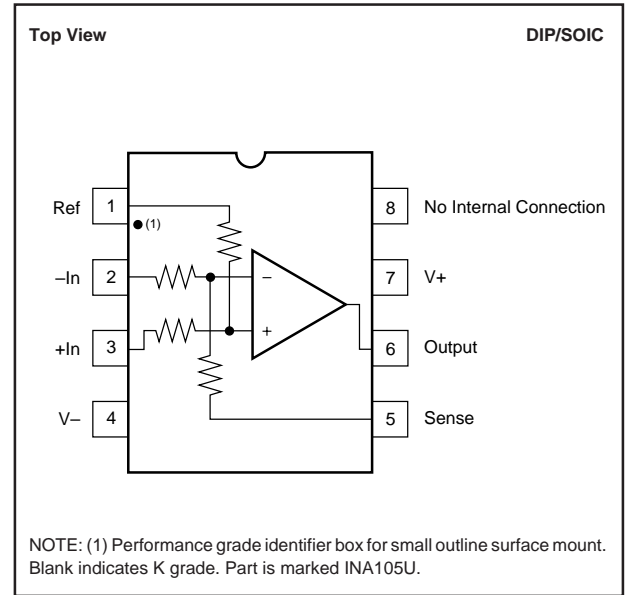 Top View DIP/SOIC
Ref 1 8 No Internal Connection
(1)
–In 2 – 7 V+
+In 3 + 6 Output
V– 4 5 Sense
NOTE: (1) Performance grade identifier box for small outline surface mount.
Blank indicates K grade. Part is marked INA105U.